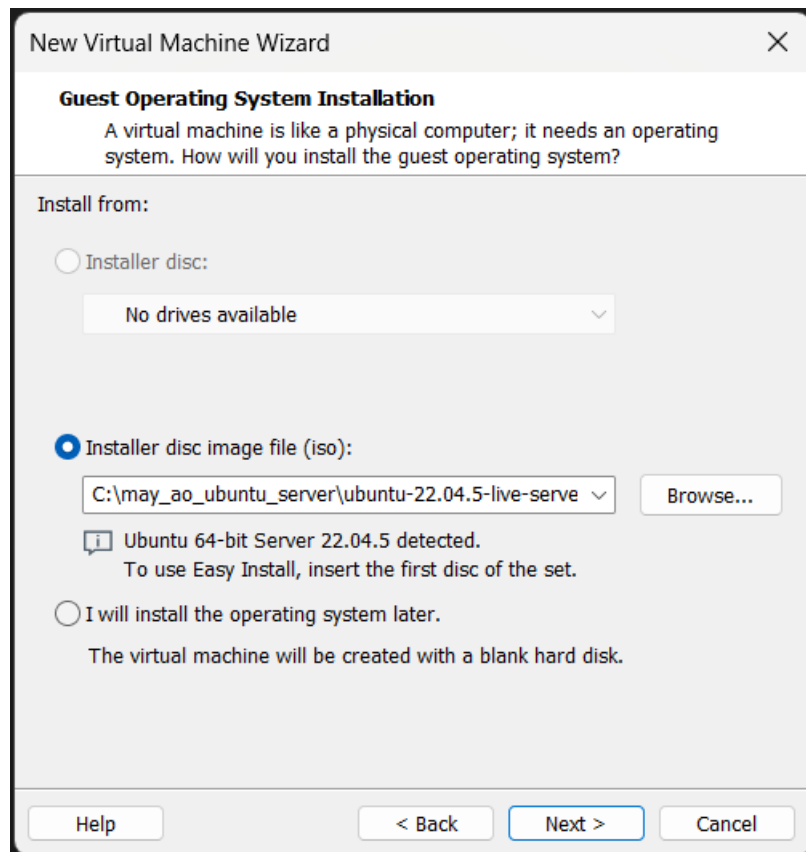 New Virtual Machine Wizard
Guest Operating System Installation
A virtual machine is like a physical computer; it needs an operating
system. How will you install the guest operating system?
Install from:
Installer disc:
No drives available
Installer disc image file (iso):
C:\may_ao_ubuntu_server\ubuntu-22.04.5-live-serve
Browse...
Ubuntu 64-bit Server 22.04.5 detected.
To use Easy Install, insert the first disc of the set.
I will install the operating system later.
The virtual machine will be created with a blank hard disk.
Help
< Back
Next >
Cancel